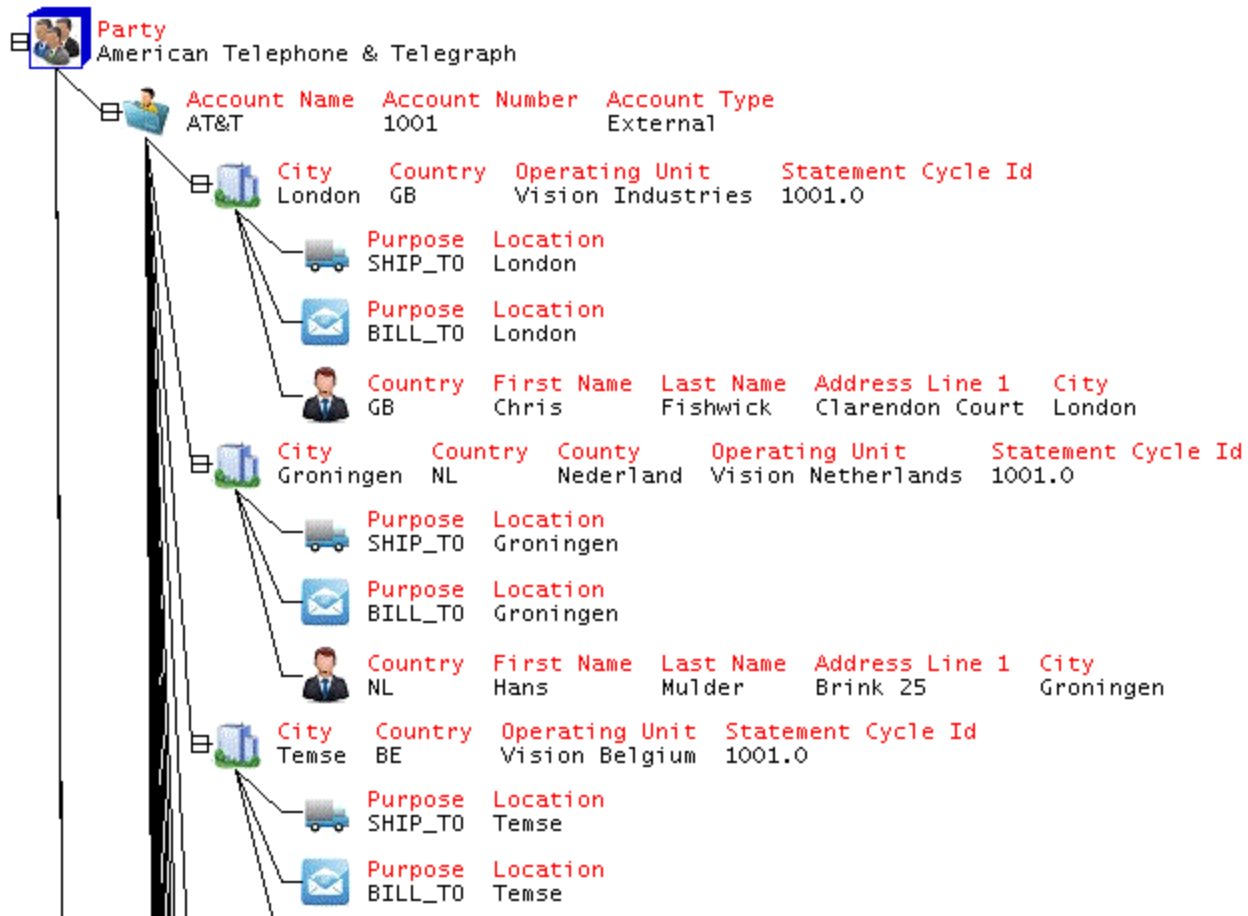 Party
American Telephone & Telegraph
Account Name Account Number Account Type
AT&T 1001 External
City Country Operating Unit Statement Cycle Id
London GB Vision Industries 1001.0
Purpose Location
SHIP_TO London
Purpose Location
BILL_TO London
Country First Name Last Name Address Line 1 City
GB Chris Fishwick Clarendon Court London
City Country County Operating Unit Statement Cycle Id
Groningen NL Nederland Vision Netherlands 1001.0
Purpose Location
SHIP_TO Groningen
Purpose Location
BILL_TO Groningen
Country First Name Last Name Address Line 1 City
NL Hans Mulder Brink 25 Groningen
City Country Operating Unit Statement Cycle Id
Temse BE Vision Belgium 1001.0
Purpose Location
SHIP_TO Temse
Purpose Location
BILL_TO Temse